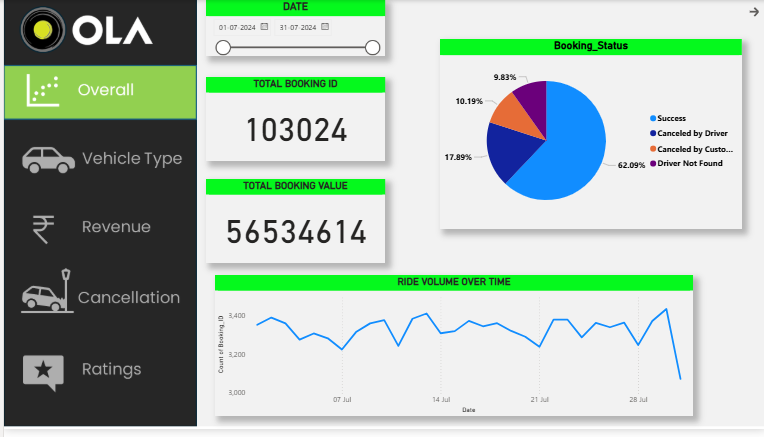 OLA
Overall
Vehicle Type
Revenue
Cancellation
Ratings
DATE
01-07-2024 31-07-2024
TOTAL BOOKING ID
103024
TOTAL BOOKING VALUE
56534614
Booking_Status
9.83%
10.19%
17.89%
62.09%
Success
Canceled by Driver
Canceled by Custo...
Driver Not Found
RIDE VOLUME OVER TIME
Count of Booking_ID
3,400
3,200
3,000
07 Jul 14 Jul 21 Jul 28 Jul
Date